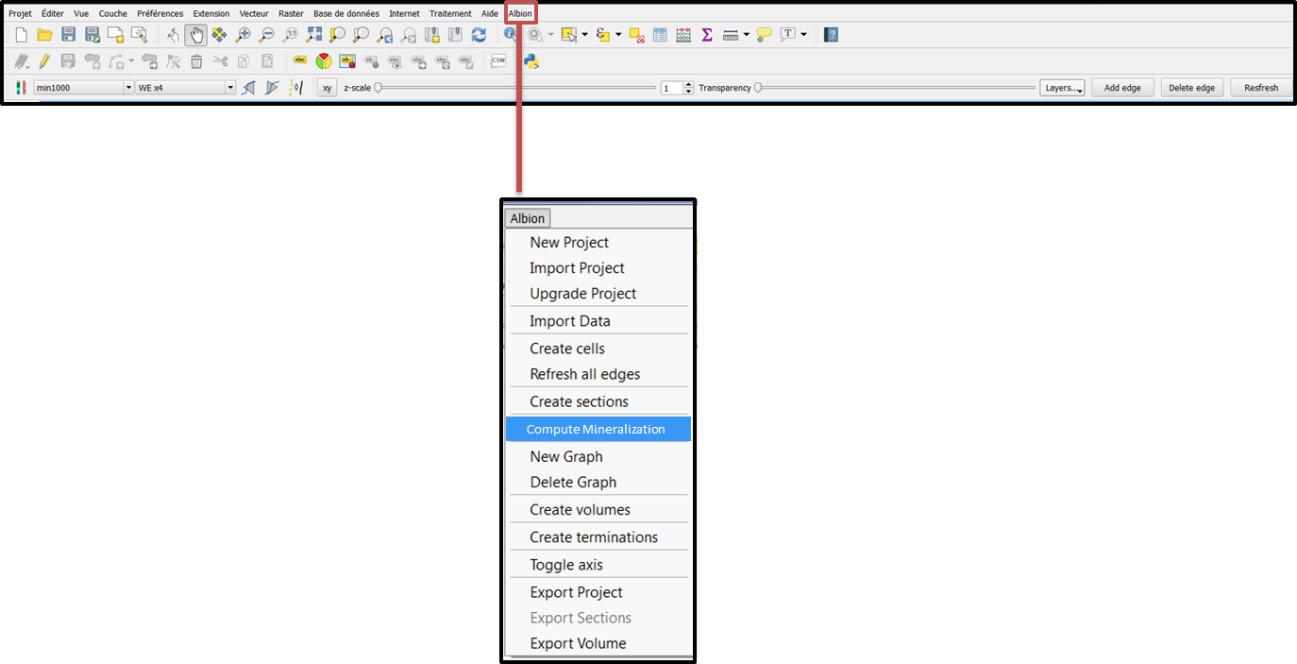 Projet Éditer Vue Couche Préférences Extension Vecteur Raster Base de données Internet Traitement Aide Albion
CSW
min1000 WE x4 xy z-scale 1 Transparency Layers... Add edge Delete edge Resfresh
Albion
New Project
Import Project
Upgrade Project
Import Data
Create cells
Refresh all edges
Create sections
Compute Mineralization
New Graph
Delete Graph
Create volumes
Create terminations
Toggle axis
Export Project
Export Sections
Export Volume